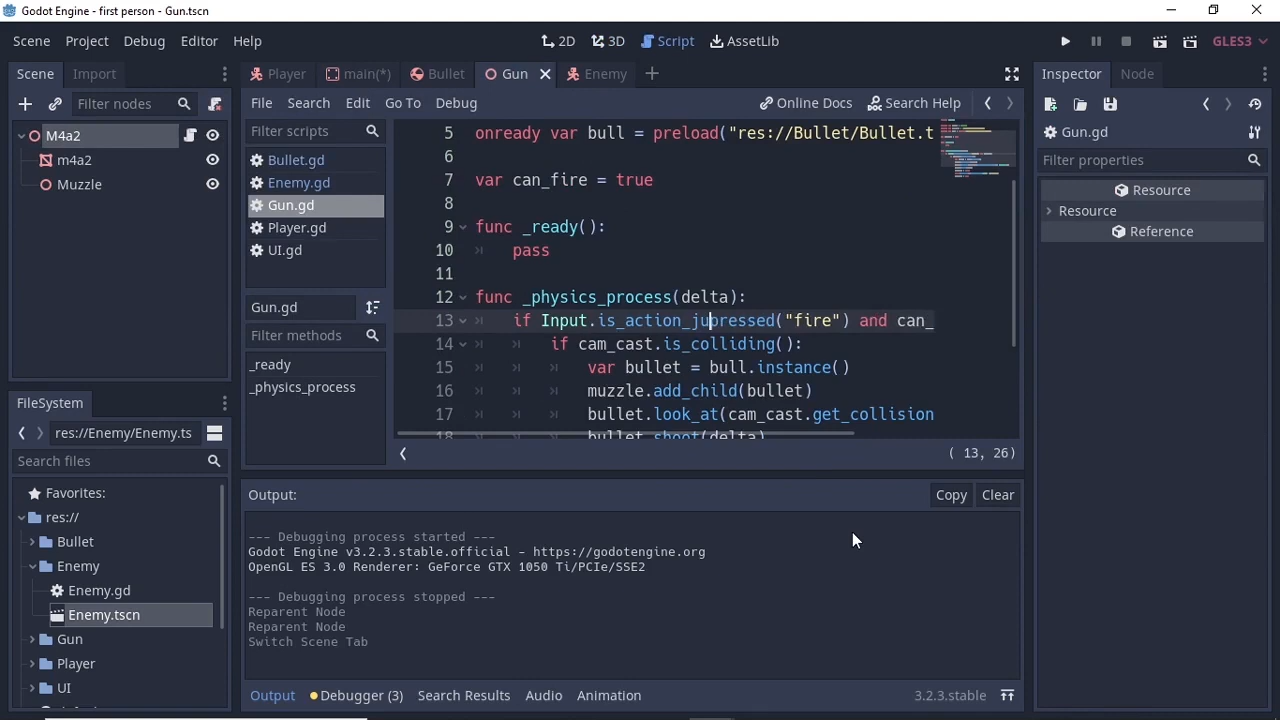 Godot Engine - first person - Gun.tscn
Scene Project Debug Editor Help
2D 3D Script AssetLib
GLES3
Scene Import
Player main(*) Bullet Gun Enemy
Inspector Node
Filter nodes
File Search Edit Go To Debug
Online Docs Search Help
M4a2
m4a2
Muzzle
Filter scripts
Bullet.gd
Enemy.gd
Gun.gd
Player.gd
UI.gd
Gun.gd
Filter methods
_ready
_physics_process
5 onready var bull = preload("res://Bullet/Bullet.t
6
7 var can_fire = true
8
9 func _ready():
10 pass
11
12 func _physics_process(delta):
13 if Input.is_action_jupressed("fire") and can_
14 if cam_cast.is_colliding():
15 var bullet = bull.instance()
16 muzzle.add_child(bullet)
17 bullet.look_at(cam_cast.get_collision
18 bullet.shoot(delta)
( 13, 26)
Gun.gd
Filter properties
Resource
Resource
Reference
FileSystem
res://Enemy/Enemy.ts
Search files
Favorites:
res://
Bullet
Enemy
Enemy.gd
Enemy.tscn
Gun
Player
UI
Output:
Copy Clear
--- Debugging process started ---
Godot Engine v3.2.3.stable.official - https://godotengine.org
OpenGL ES 3.0 Renderer: GeForce GTX 1050 Ti/PCIe/SSE2
--- Debugging process stopped ---
Reparent Node
Reparent Node
Switch Scene Tab
Output Debugger (3) Search Results Audio Animation
3.2.3.stable